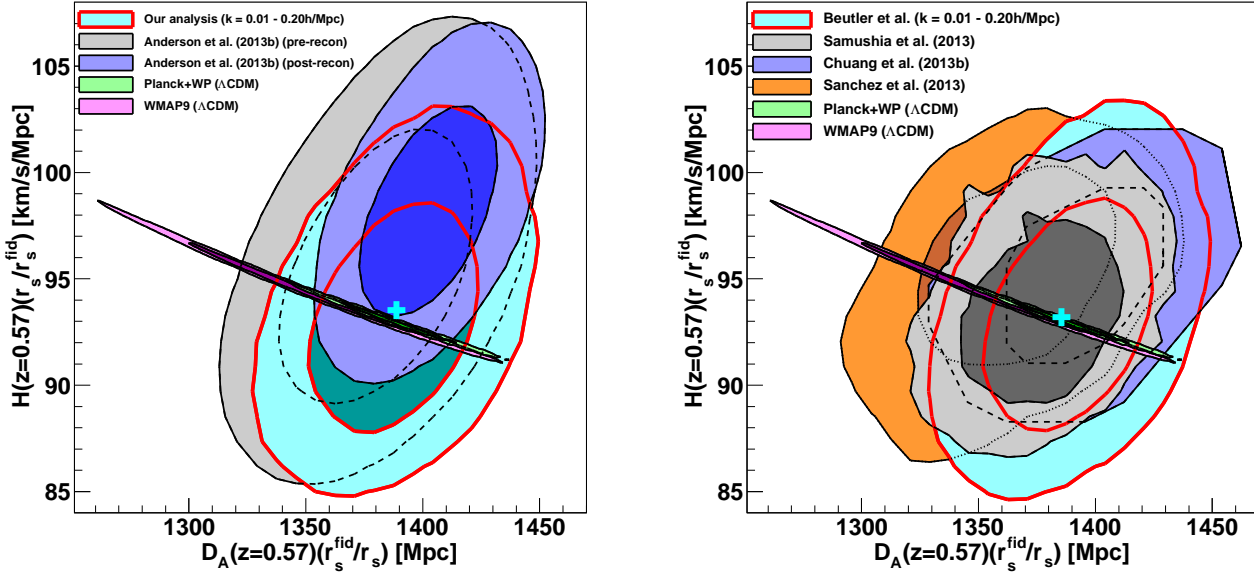 Our analysis (k = 0.01 - 0.20h/Mpc)
Anderson et al. (2013b) (pre-recon)
Anderson et al. (2013b) (post-recon)
Planck+WP (ΛCDM)
WMAP9 (ΛCDM)
H(z=0.57)(r_s/r_s^fid) [km/s/Mpc]
105
100
95
90
85
1300
1350
1400
1450
D_A(z=0.57)(r_s^fid/r_s) [Mpc]
Beutler et al. (k = 0.01 - 0.20h/Mpc)
Samushia et al. (2013)
Chuang et al. (2013b)
Sanchez et al. (2013)
Planck+WP (ΛCDM)
WMAP9 (ΛCDM)
H(z=0.57)(r_s/r_s^fid) [km/s/Mpc]
105
100
95
90
85
1300
1350
1400
1450
D_A(z=0.57)(r_s^fid/r_s) [Mpc]